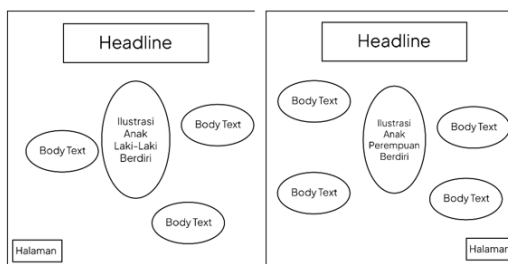 Headline
Ilustrasi
Anak
Laki-Laki
Berdiri
Body Text
Body Text
Body Text
Halaman
Headline
Body Text
Ilustrasi
Anak
Perempuan
Berdiri
Body Text
Body Text
Body Text
Halaman